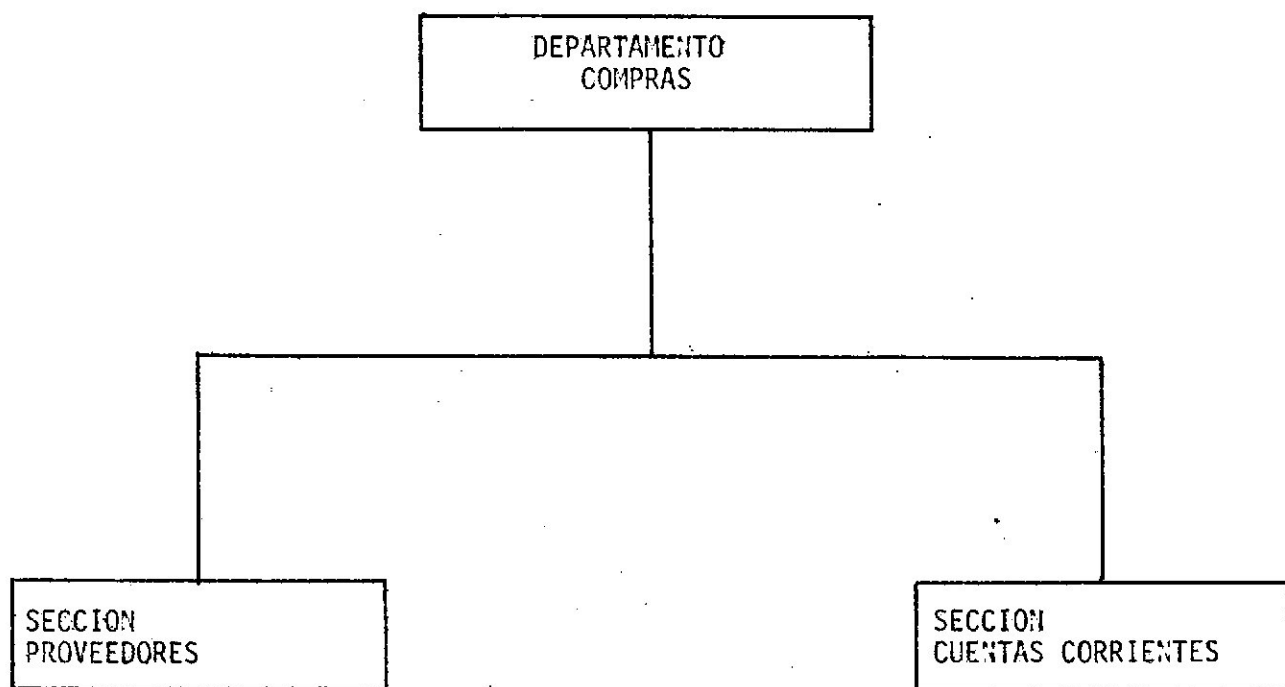 DEPARTAMENTO
COMPRAS
SECCION
PROVEEDORES
SECCION
CUENTAS CORRIENTES